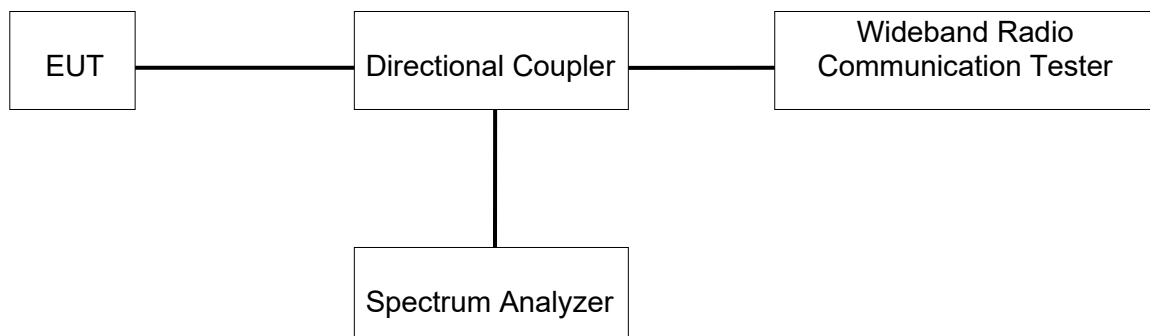 EUT
Directional Coupler
Wideband Radio
Communication Tester
Spectrum Analyzer